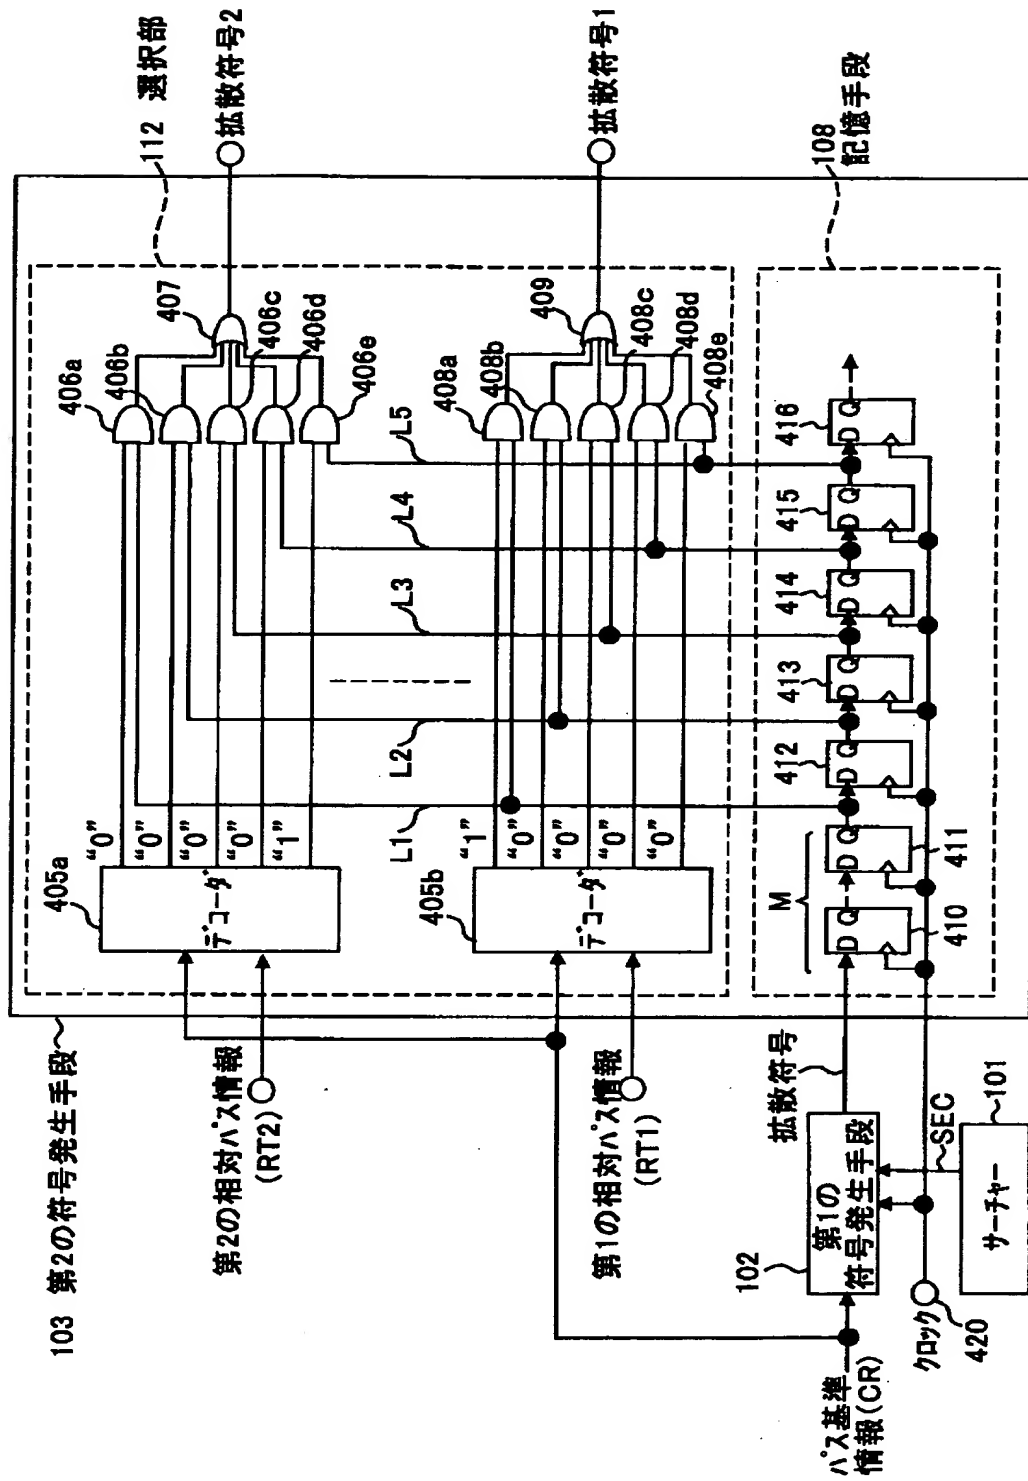 103 第2の符号発生手段
112 選択部
拡散符号2
405a
デコーダ
“0”
“0”
“0”
“0”
“1”
406a
406b
407
406c
406d
406e
第2の相対パス情報
(RT2)
L1
L2
L3
L4
L5
405b
デコーダ
“1”
“0”
“0”
“0”
“0”
408a
408b
409
408c
408d
408e
拡散符号1
第1の相対パス情報
(RT1)
108
記憶手段
M
D Q
410
D Q
411
412
D Q
413
D Q
414
D Q
415
D Q
416
D Q
拡散符号
102
第1の
符号発生手段
SEC
101
サーチャー
パス基準
情報(CR)
クロック
420